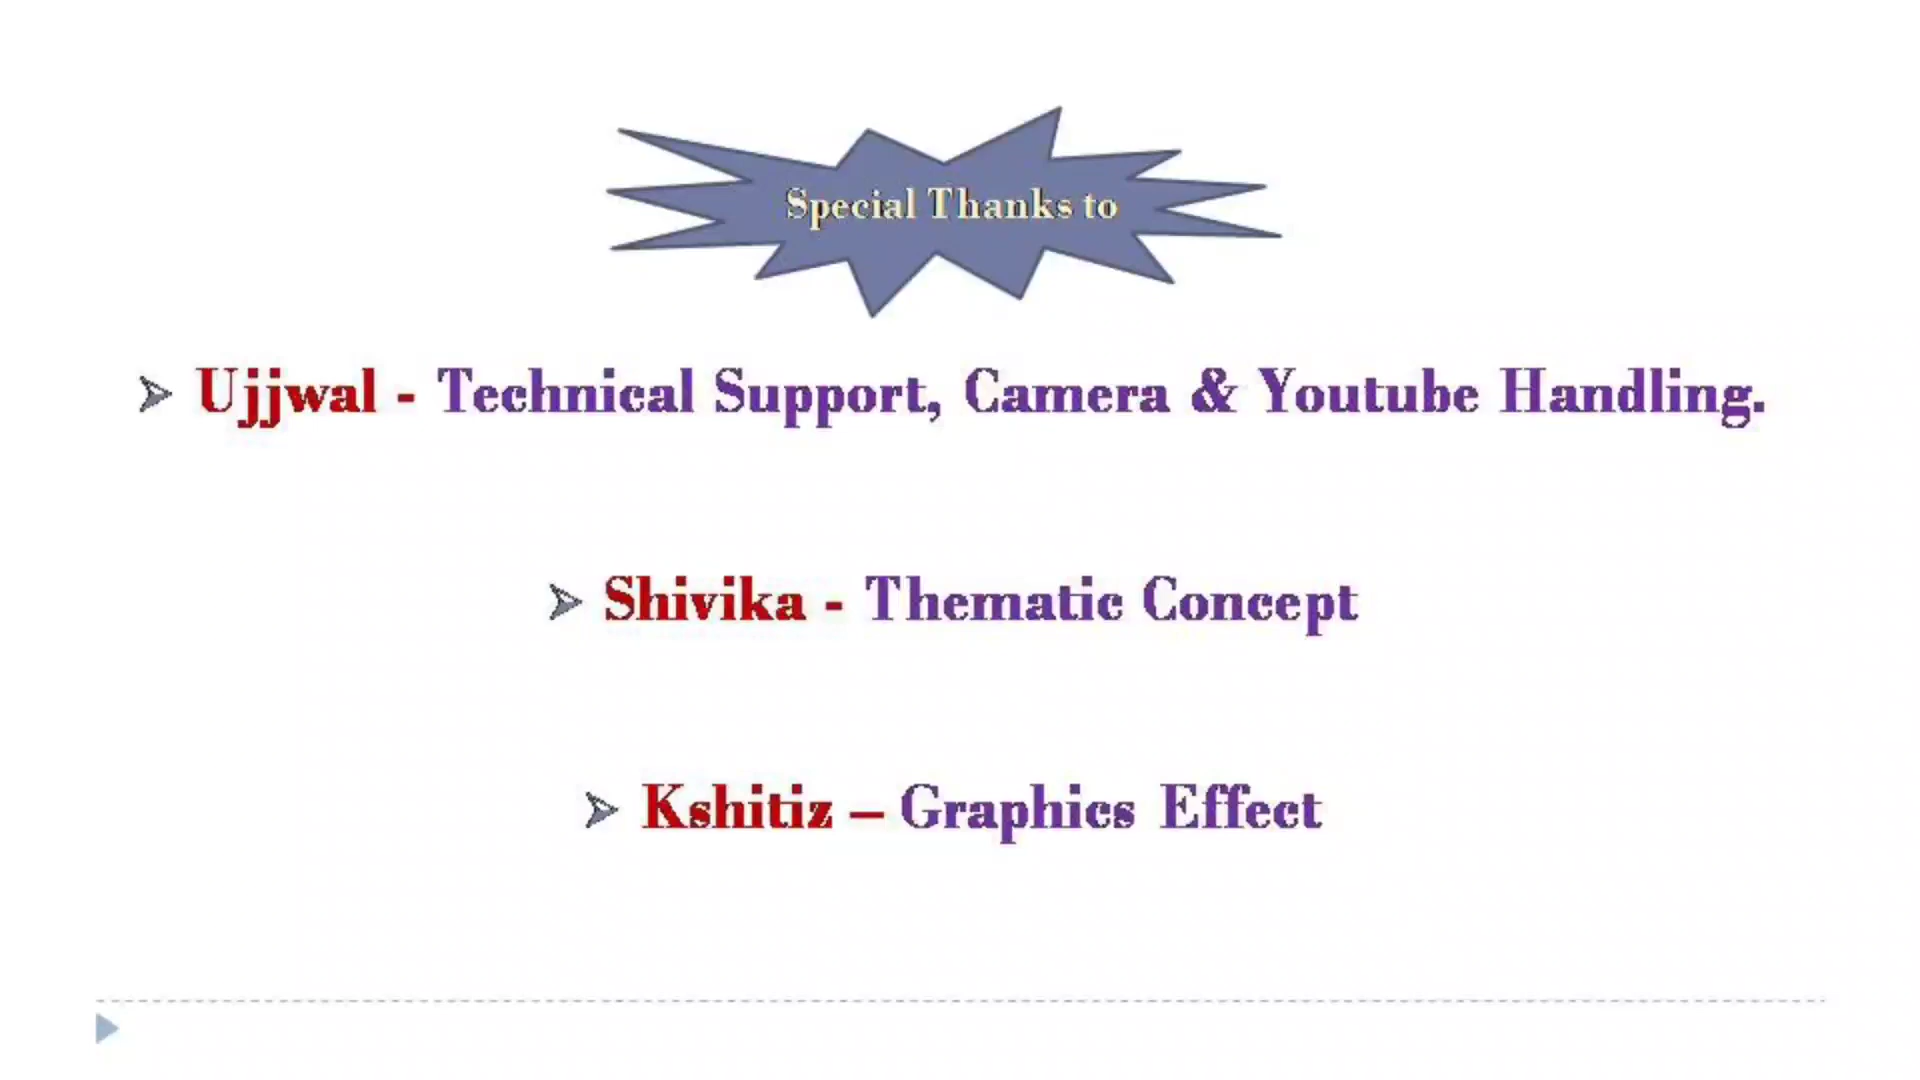 Special Thanks to
➢ Ujjwal - Technical Support, Camera & Youtube Handling.
➢ Shivika - Thematic Concept
➢ Kshitiz – Graphics Effect